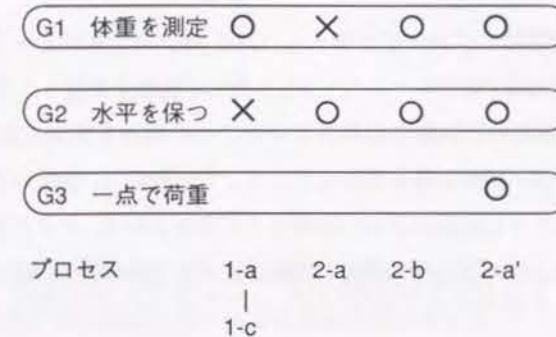 G1 体重を測定 ○ × ○ ○
G2 水平を保つ × ○ ○ ○
G3 一点で荷重 ○
プロセス 1-a 2-a 2-b 2-a'
1-c